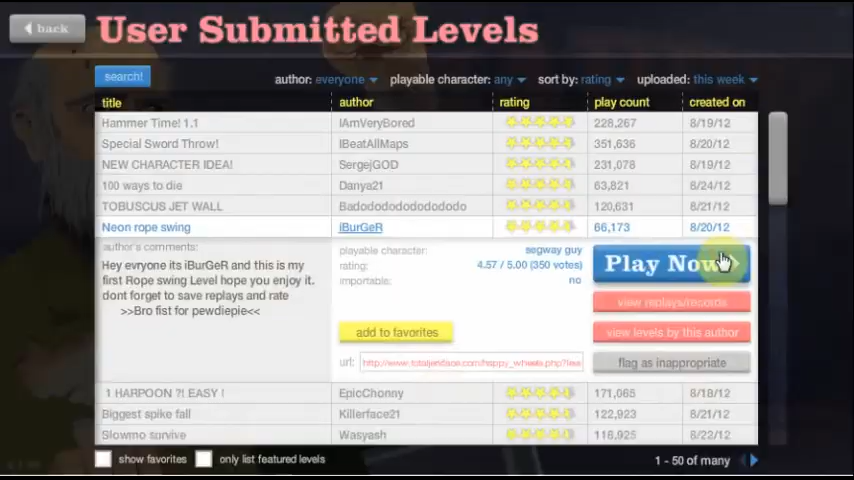 back
User Submitted Levels
search! author: everyone playable character: any sort by: rating uploaded: this week
title author rating play count created on
Hammer Time! 1.1 IAmVeryBored 228,267 8/19/12
Special Sword Throw! IBeatAllMaps 351,636 8/20/12
NEW CHARACTER IDEA! SergejGOD 231,078 8/19/12
100 ways to die Danya21 63,821 8/24/12
TOBUSCUS JET WALL Badodododododododo 120,631 8/21/12
Neon rope swing iBurGeR 66,173 8/20/12
author's comments:
Hey evryone its iBurGeR and this is my
first Rope swing Level hope you enjoy it.
dont forget to save replays and rate
>>Bro fist for pewdiepie<<
playable character: segway guy
rating: 4.57 / 5.00 (350 votes)
importable: no
add to favorites
url: http://www.totaljerkface.com/happy_wheels.php?leve
Play Now
view replays/records
view levels by this author
flag as inappropriate
1 HARPOON ?! EASY ! EpicChonny 171,065 8/18/12
Biggest spike fall Killerface21 122,923 8/21/12
Slowmo survive Wasyash 116,925 8/22/12
show favorites only list featured levels 1 - 50 of many